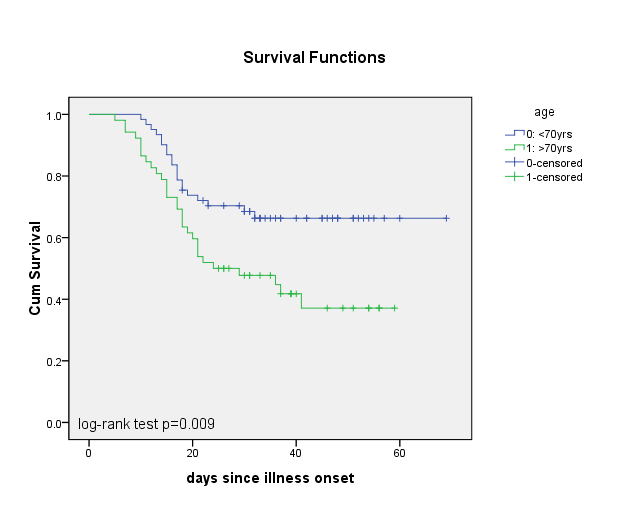 Survival Functions
age
0: <70yrs
1: >70yrs
0-censored
1-censored
Cum Survival
1.0
0.8
0.6
0.4
0.2
0.0
log-rank test p=0.009
0 20 40 60
days since illness onset